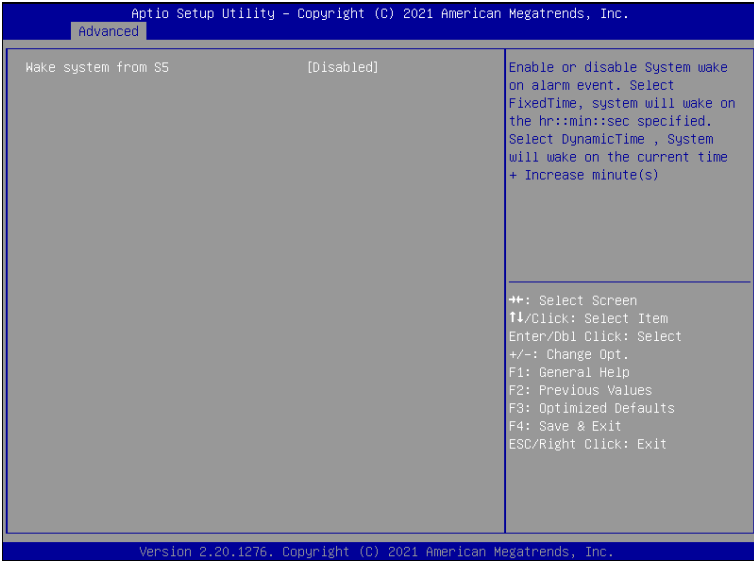 Aptio Setup Utility – Copyright (C) 2021 American Megatrends, Inc.
Advanced
Wake system from S5 [Disabled]
Enable or disable System wake
on alarm event. Select
FixedTime, system will wake on
the hr::min::sec specified.
Select DynamicTime , System
will wake on the current time
+ Increase minute(s)
→←: Select Screen
↑↓/Click: Select Item
Enter/Dbl Click: Select
+/-: Change Opt.
F1: General Help
F2: Previous Values
F3: Optimized Defaults
F4: Save & Exit
ESC/Right Click: Exit
Version 2.20.1276. Copyright (C) 2021 American Megatrends, Inc.